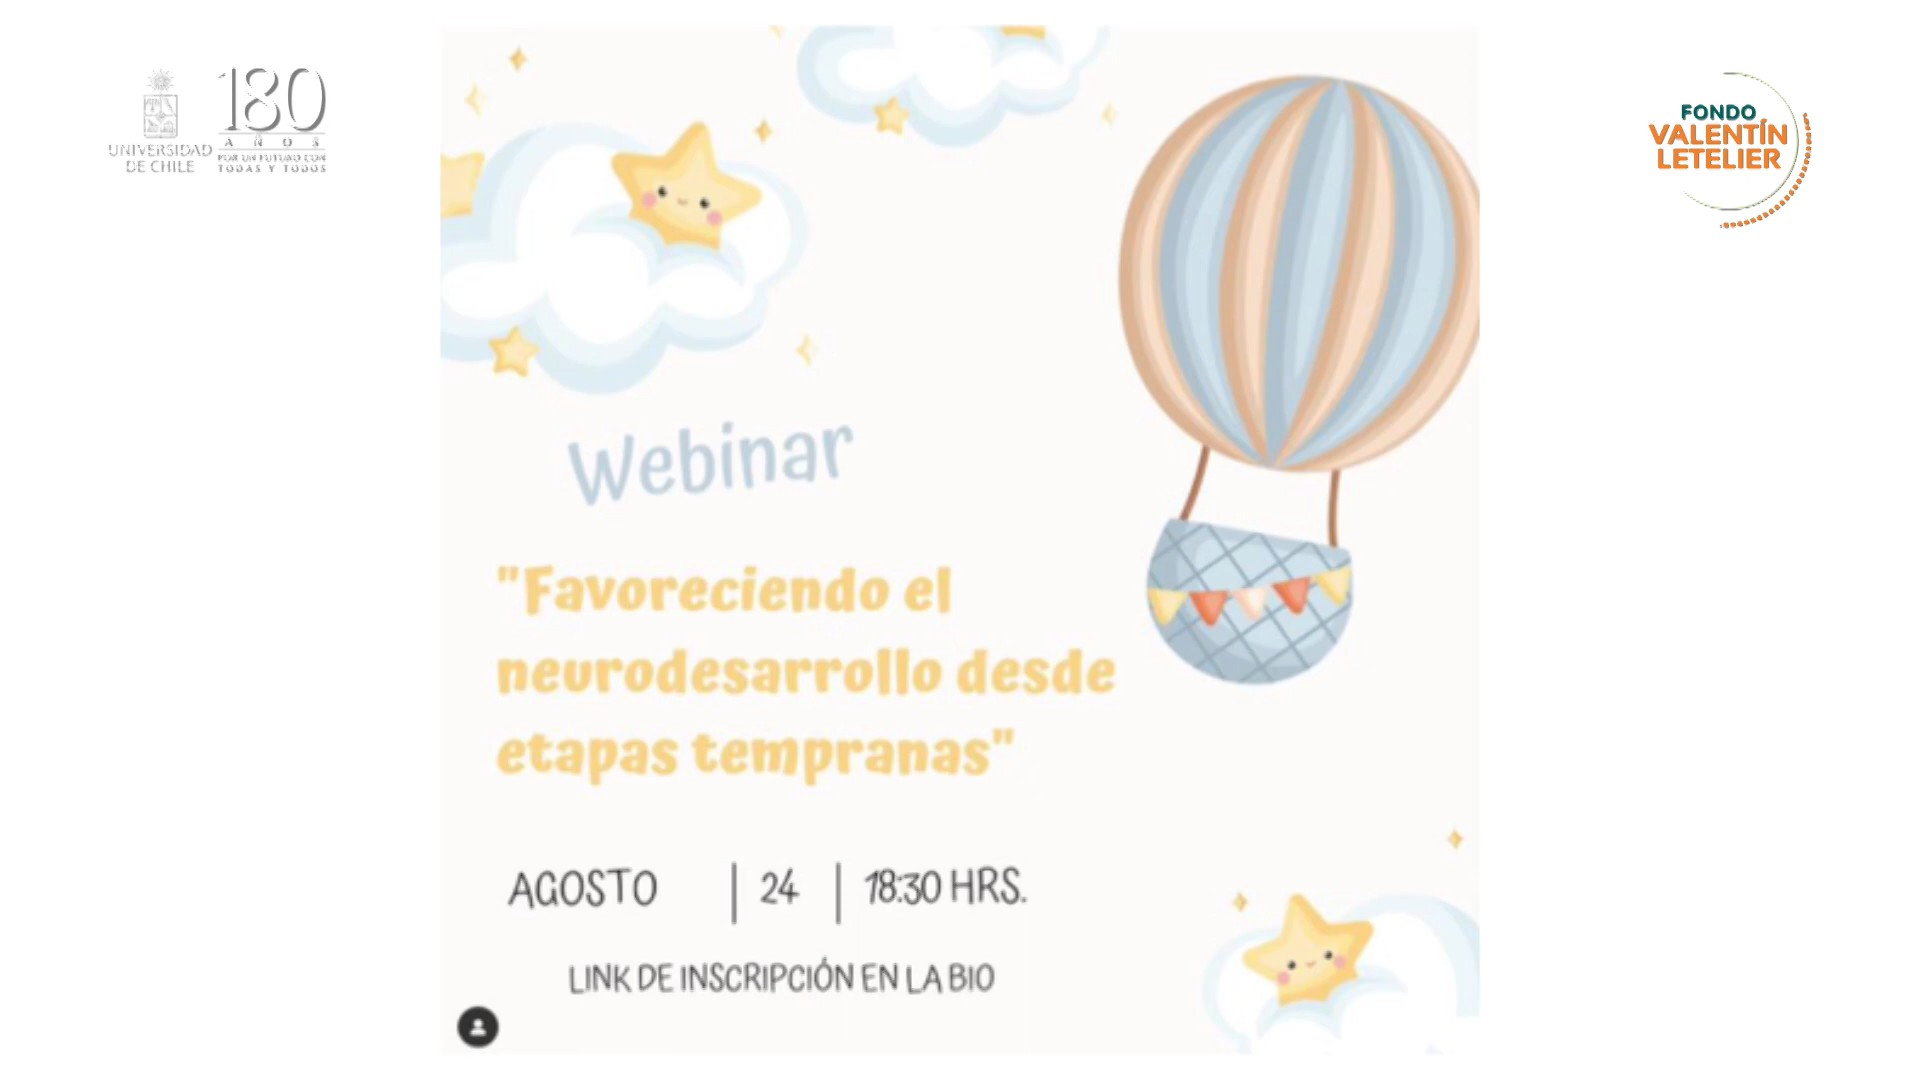 UNIVERSIDAD
DE CHILE
180
AÑOS
POR UN FUTURO CON
TODAS Y TODOS
FONDO
VALENTÍN
LETELIER
Webinar
"Favoreciendo el
neurodesarrollo desde
etapas tempranas"
AGOSTO | 24 | 18:30 HRS.
LINK DE INSCRIPCIÓN EN LA BIO